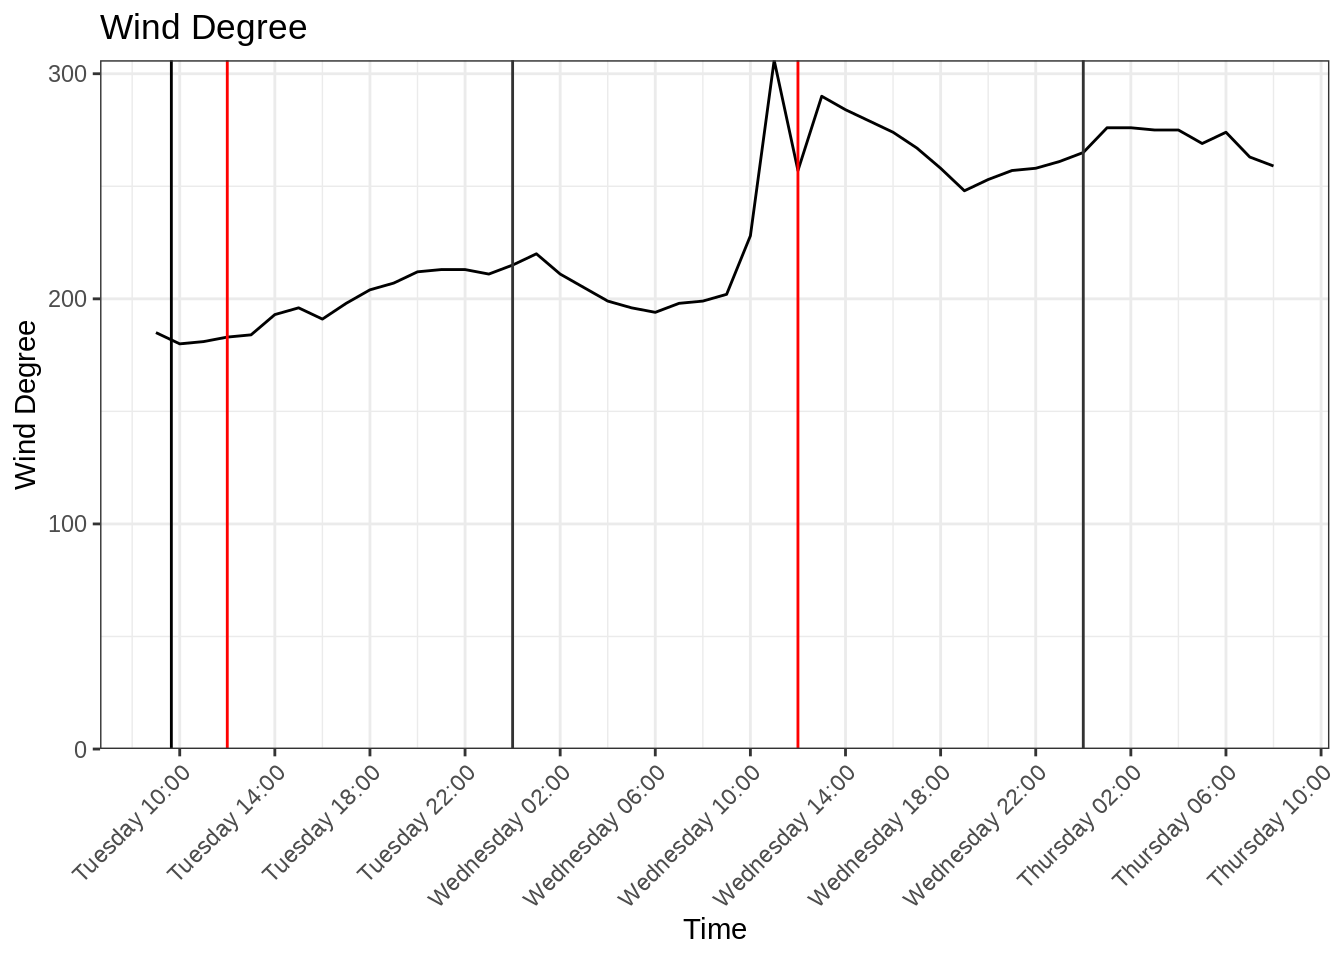 Wind Degree
300
200
100
0
Wind Degree
Tuesday 10:00
Tuesday 14:00
Tuesday 18:00
Tuesday 22:00
Wednesday 02:00
Wednesday 06:00
Wednesday 10:00
Wednesday 14:00
Wednesday 18:00
Wednesday 22:00
Thursday 02:00
Thursday 06:00
Thursday 10:00
Time